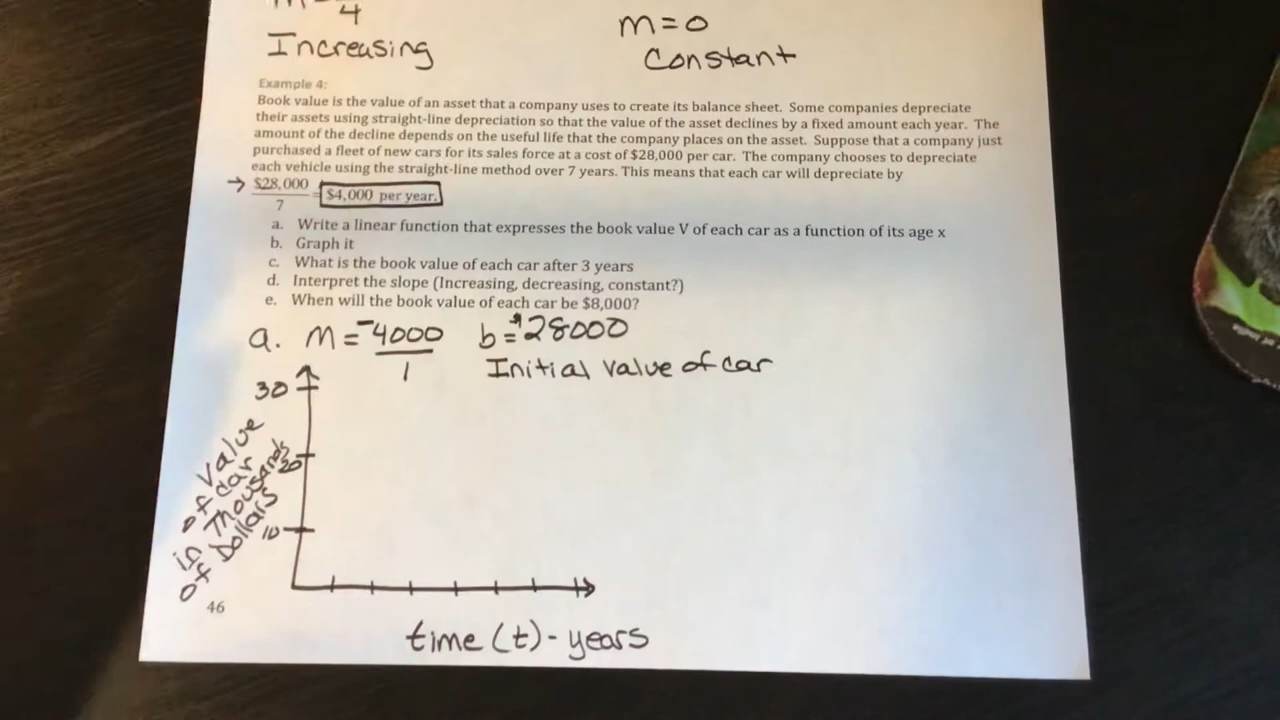 4
Increasing
m=0
Constant
Example 4:
Book value is the value of an asset that a company uses to create its balance sheet. Some companies depreciate
their assets using straight-line depreciation so that the value of the asset declines by a fixed amount each year. The
amount of the decline depends on the useful life that the company places on the asset. Suppose that a company just
purchased a fleet of new cars for its sales force at a cost of $28,000 per car. The company chooses to depreciate
each vehicle using the straight-line method over 7 years. This means that each car will depreciate by
→ $28,000
7
= $4,000 per year.
a. Write a linear function that expresses the book value V of each car as a function of its age x
b. Graph it
c. What is the book value of each car after 3 years
d. Interpret the slope (Increasing, decreasing, constant?)
e. When will the book value of each car be $8,000?
a. m = -4000
1
b = 28000
Initial value of car
30
20
10
Value
of car
in Thousands
of Dollars
46
time (t) - years